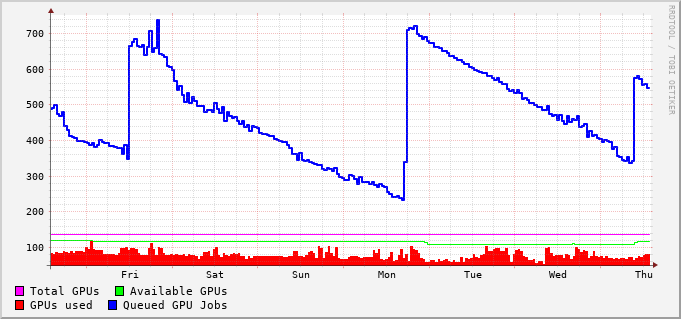 700
600
500
400
300
200
100
Fri Sat Sun Mon Tue Wed Thu
Total GPUs Available GPUs
GPUs used Queued GPU Jobs
RRDTOOL / TOBI OETIKER